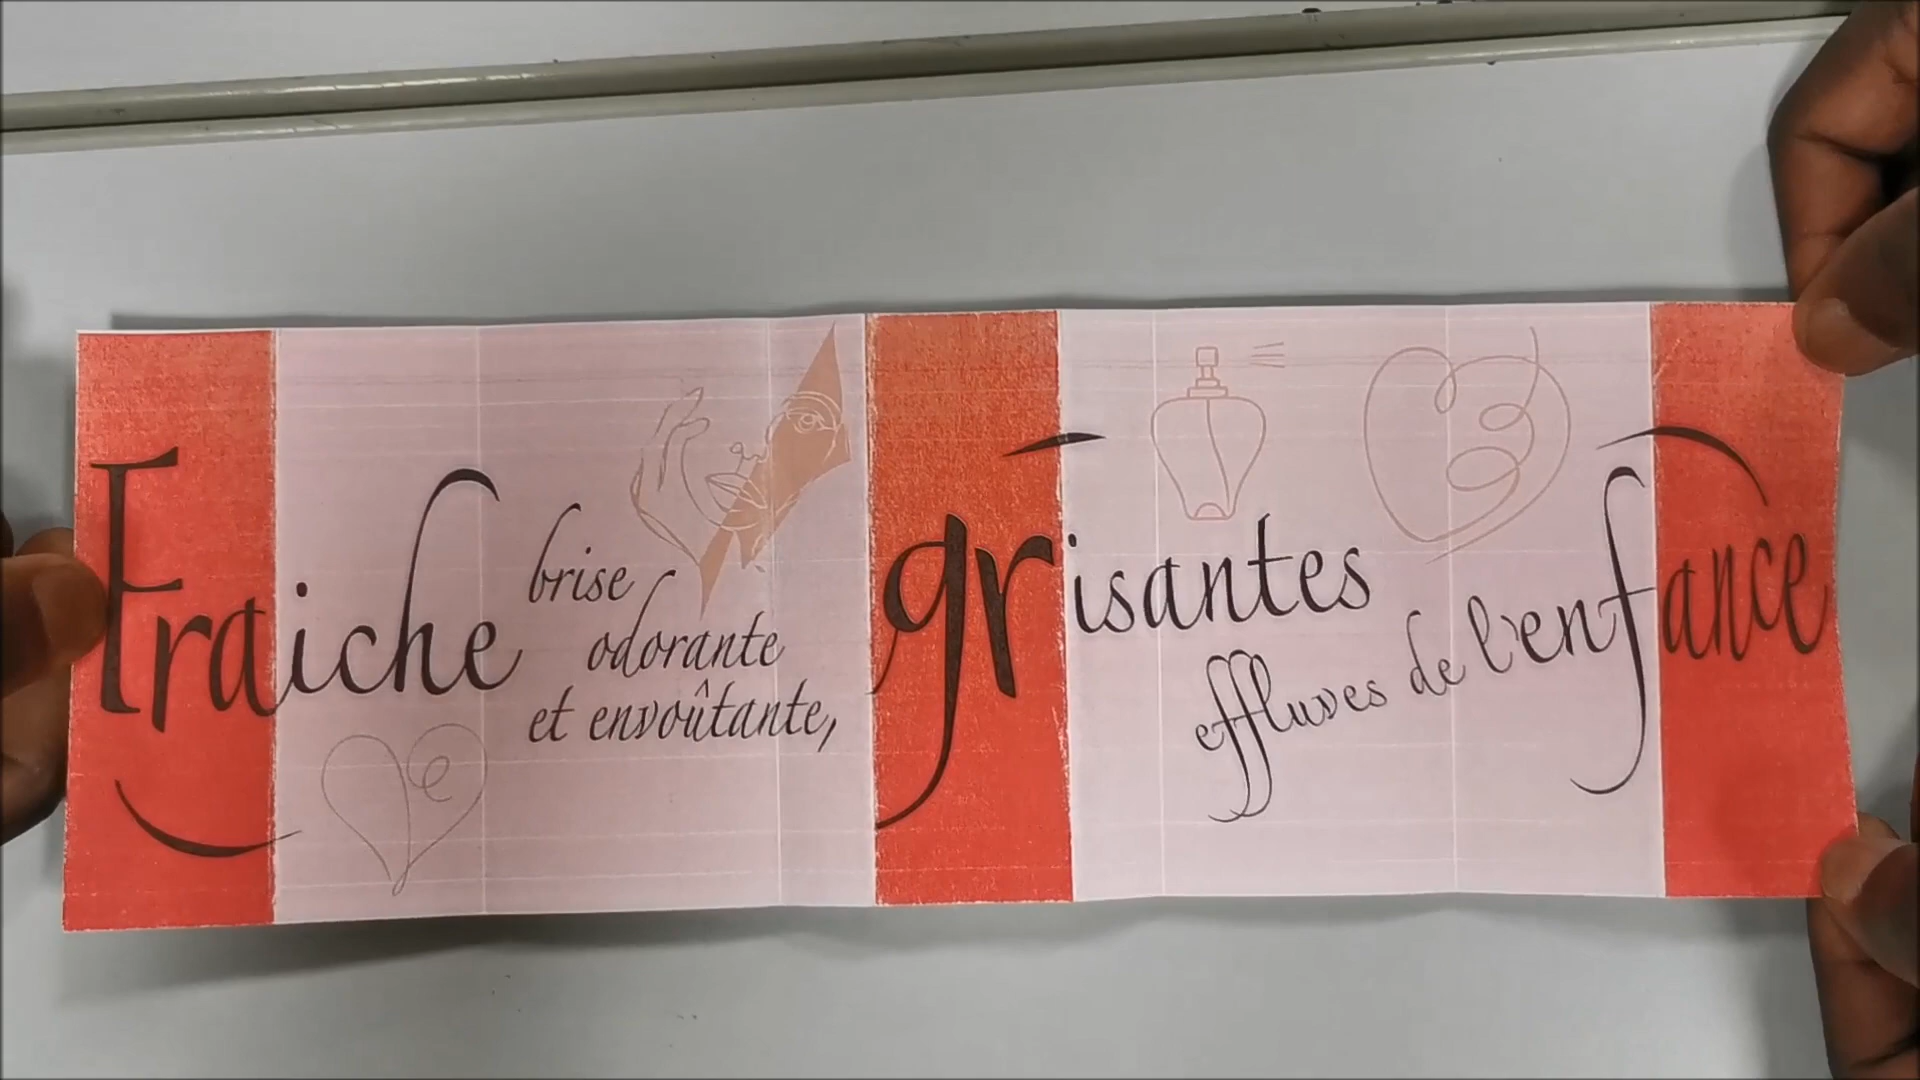 Fraiche
brise
odorante
et envoûtante,
grisantes
effluves de l'enfance